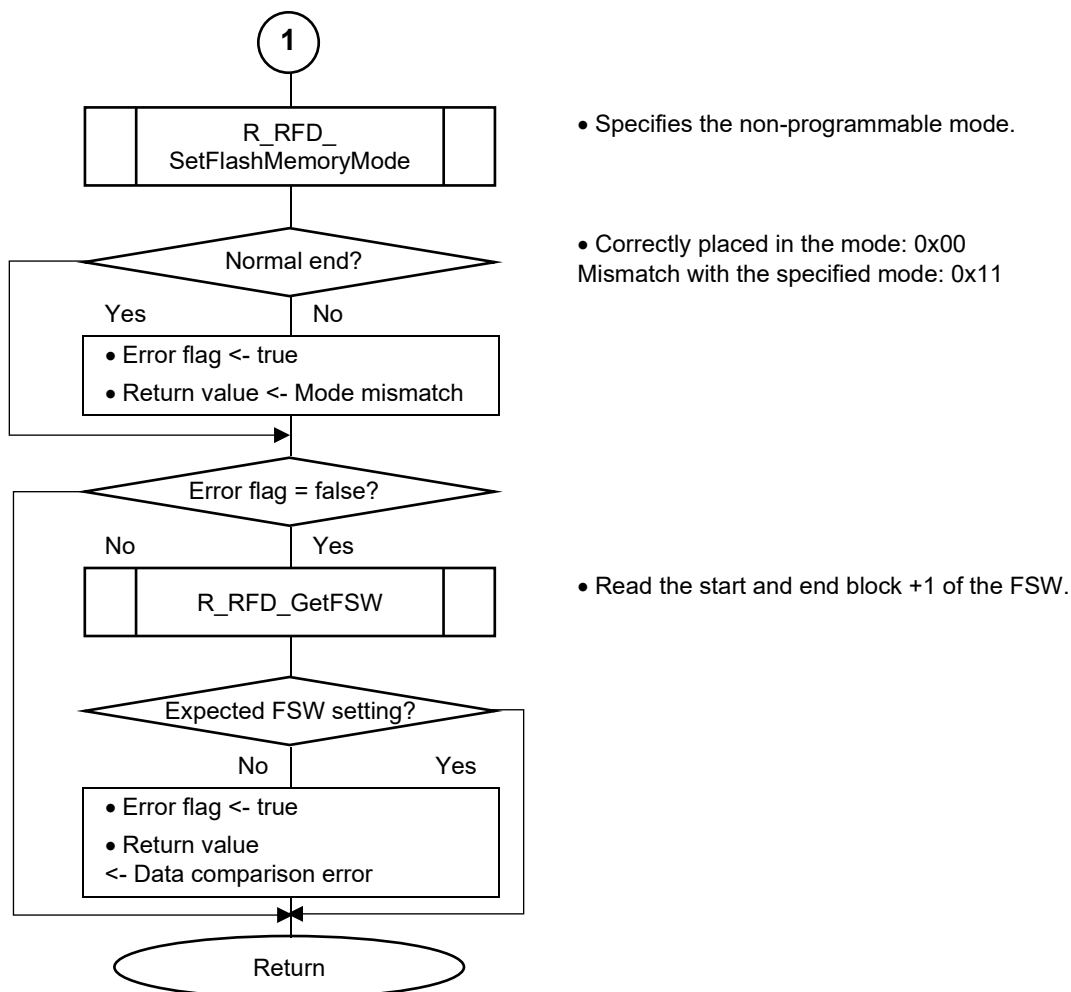 1
R_RFD_
SetFlashMemoryMode
• Specifies the non-programmable mode.
Normal end?
• Correctly placed in the mode: 0x00
Mismatch with the specified mode: 0x11
Yes
No
• Error flag <- true
• Return value <- Mode mismatch
Error flag = false?
No
Yes
R_RFD_GetFSW
• Read the start and end block +1 of the FSW.
Expected FSW setting?
No
Yes
• Error flag <- true
• Return value
<- Data comparison error
Return